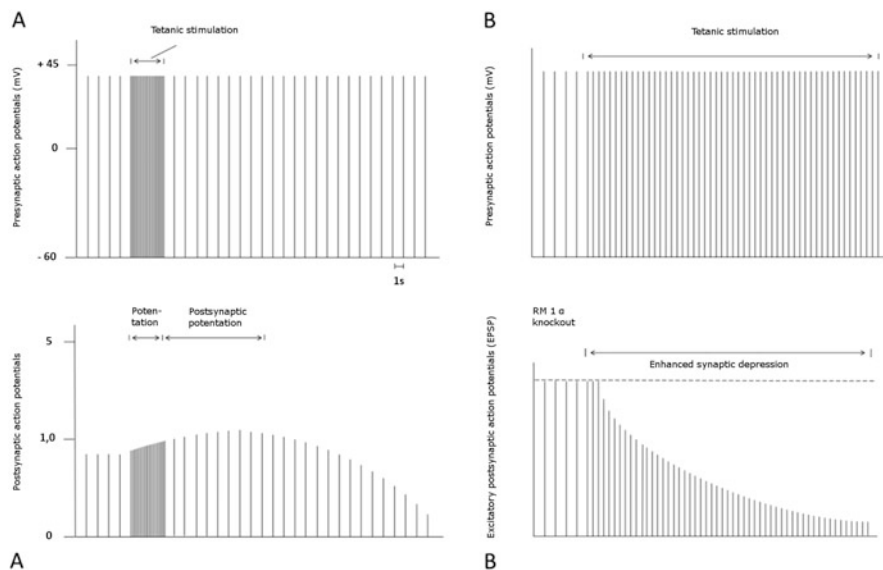 A
B
Tetanic stimulation
Tetanic stimulation
+ 45
0
- 60
Presynaptic action potentials (mV)
Presynaptic action potentials (mV)
1s
Poten-
tation
Postsynaptic
potentation
RM 1 α
knockout
Enhanced synaptic depression
5
1,0
0
Postsynaptic action potentials
Excitatory postsynaptic action potentials (EPSP)
A
B